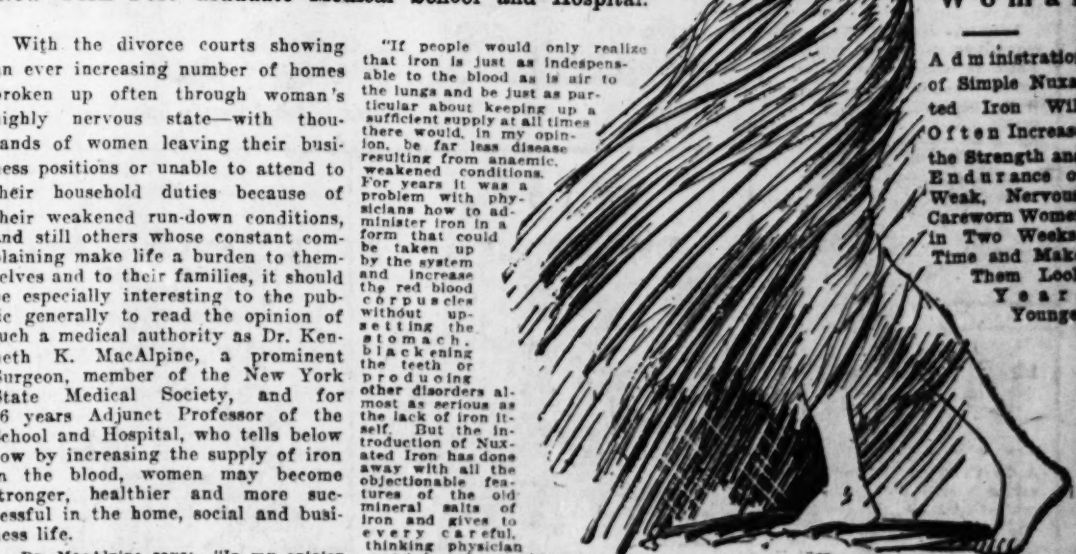 Medical School and Hospital.
With the divorce courts showing
an ever increasing number of homes
broken up often through woman's
highly nervous state—with thou-
sands of women leaving their busi-
ness positions or unable to attend to
their household duties because of
their weakened run-down conditions,
and still others whose constant com-
plaining make life a burden to them-
selves and to their families, it should
be especially interesting to the pub-
lic generally to read the opinion of
such a medical authority as Dr. Ken-
neth K. MacAlpine, a prominent
Surgeon, member of the New York
State Medical Society, and for
6 years Adjunct Professor of the
School and Hospital, who tells below
how by increasing the supply of iron
in the blood, women may become
stronger, healthier and more suc-
cessful in the home, social and busi-
ness life.
"If people would only realize
that iron is just as indespens-
able to the blood as is air to
the lungs and be just as par-
ticular about keeping up a
sufficient supply at all times
there would, in my opin-
ion, be far less disease
resulting from anaemic,
weakened conditions.
For years it was a
problem with phy-
sicians how to ad-
minister iron in a
form that could
be taken up
by the system
and increase
the red blood
corpuscles
without up-
setting the
stomach,
blackening
the teeth or
producing
other disorders al-
most as serious as
the lack of iron it-
self. But the in-
troduction of Nux-
ated Iron has done
away with all the
objectionable fea-
tures of the old
mineral salts of
iron and gives to
every careful,
thinking physician
Administration
of Simple Nuxa
ted Iron Wil
Often Increas
the Strength and
Endurance o
Weak, Nervous
Careworn Wome
in Two Weeks
Time and Mak
Them Look
Year
Younge